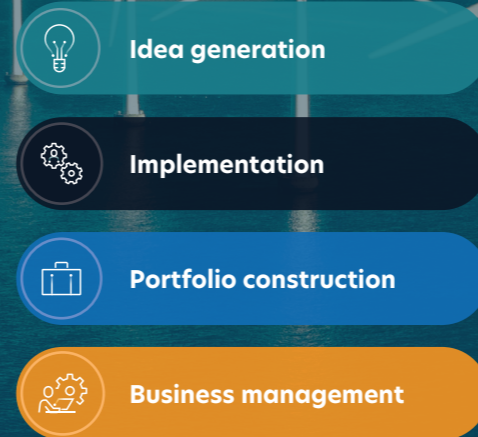 Idea generation
Implementation
Portfolio construction
Business management